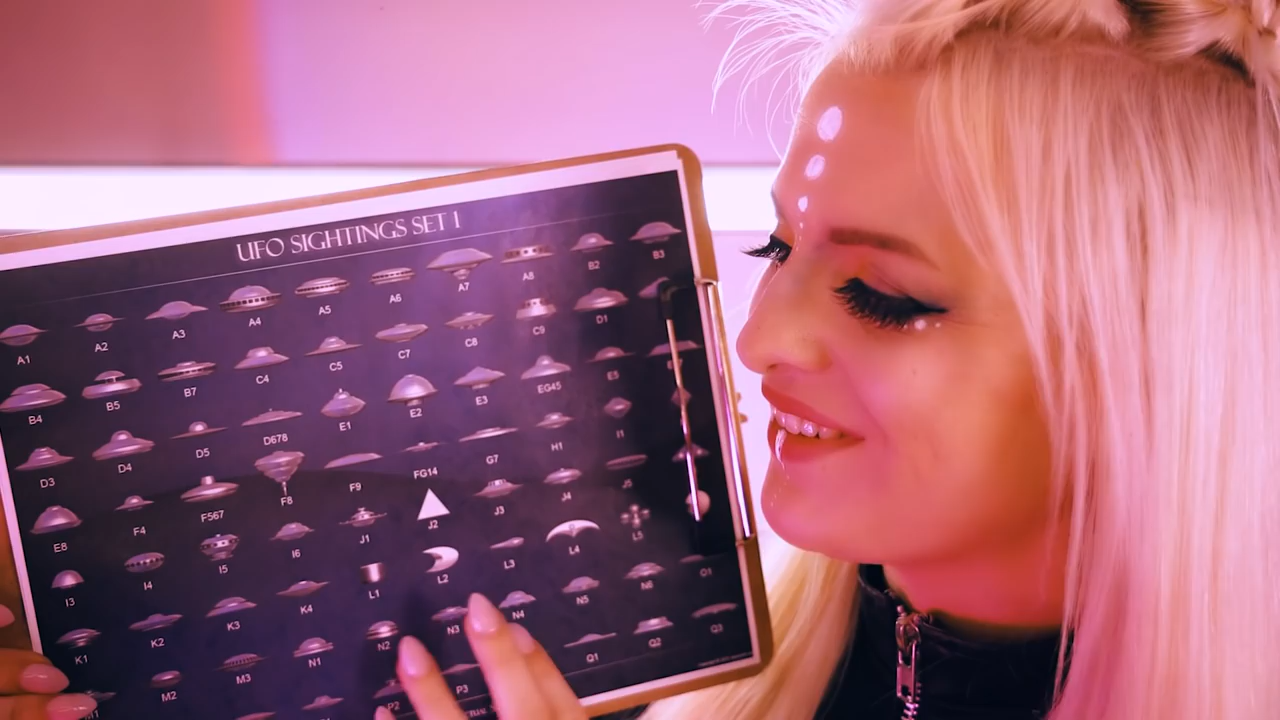 UFO SIGHTINGS SET 1
A1 A2 A3 A4 A5 A6 A7 A8 B2 B3
B4 B5 B7 C4 C5 C7 C8 C9 D1
D3 D4 D5 D678 E1 E2 E3 EG45 E5
E8 F4 F567 F8 F9 FG14 G7 H1 I1
I3 I4 I5 I6 J1 J2 J3 J4 J5
K1 K2 K3 K4 L1 L2 L3 L4 L5
M1 M2 M3 N1 N2 N3 N4 N5 N6 O1
P2 P3 Q1 Q2 Q3